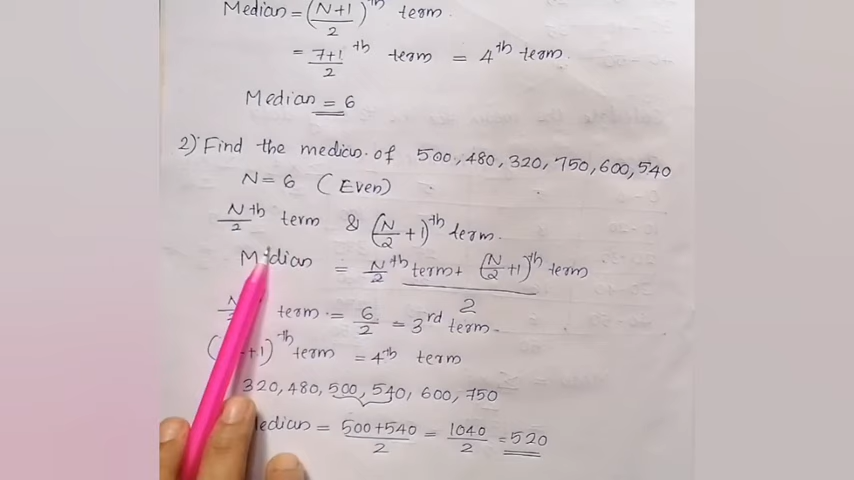 Median = (N+1/2)th term.
= 7+1/2 th term = 4th term.
Median = 6
2) Find the median of 500, 480, 320, 750, 600, 540
N = 6 (Even)
N/2 th term & (N/2 + 1)th term.
Median = N/2 th term + (N/2 + 1)th term / 2
term = 6/2 = 3rd term.
+1)th term = 4th term
320, 480, 500, 540, 600, 750
edian = 500+540/2 = 1040/2 = 520